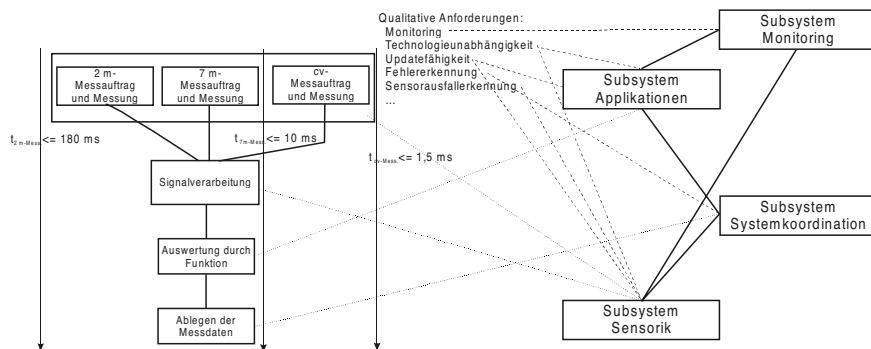 Qualitative Anforderungen:
Monitoring
Technologieunabhängigkeit
Updatefähigkeit
Fehlererkennung
Sensorausfallerkennung
...
Subsystem
Monitoring
Subsystem
Applikationen
Subsystem
Systemkoordination
Subsystem
Sensorik
2 m-
Messauftrag
und Messung
7 m-
Messauftrag
und Messung
cv-
Messauftrag
und Messung
t2 m-Mess.<= 180 ms
t7m-Mess.<= 10 ms
tcv-Mess.<= 1,5 ms
Signalverarbeitung
Auswertung durch
Funktion
Ablegen der
Messdaten